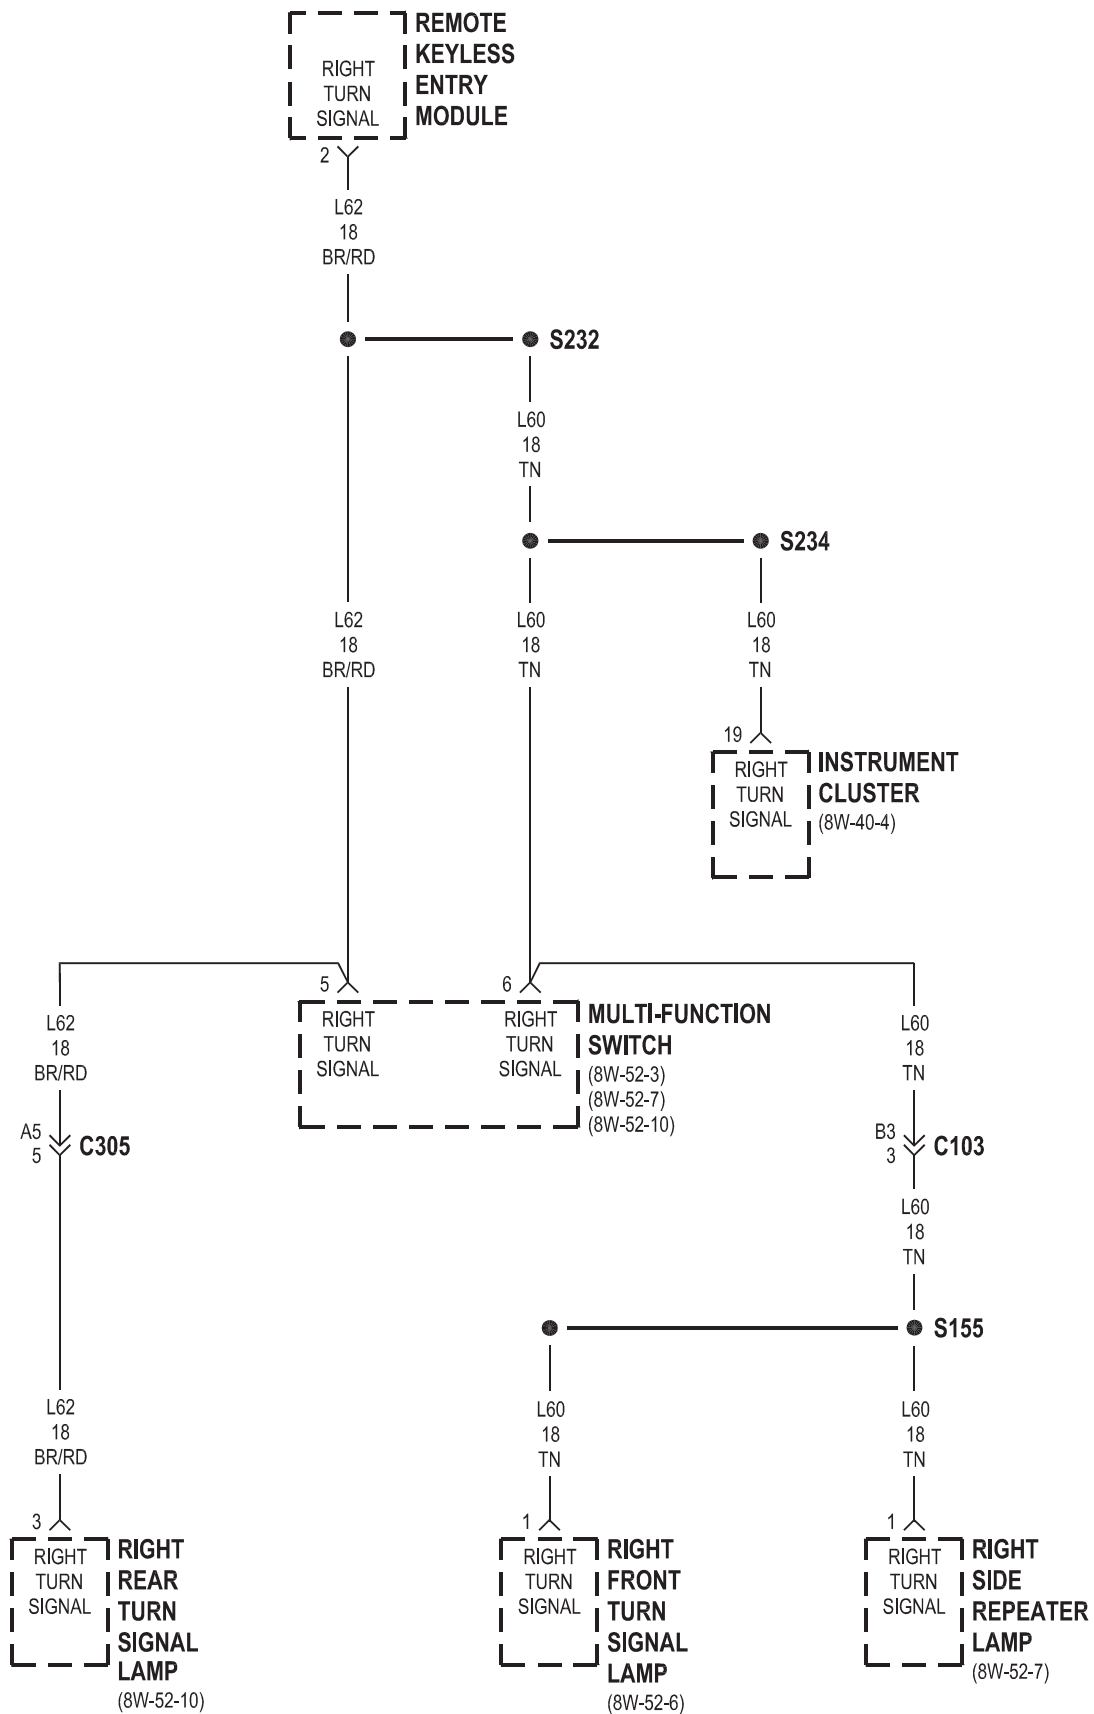 REMOTE
KEYLESS
ENTRY
MODULE
RIGHT
TURN
SIGNAL
2
L62
18
BR/RD
S232
L60
18
TN
S234
L62
18
BR/RD
L60
18
TN
L60
18
TN
19
RIGHT
TURN
SIGNAL
INSTRUMENT
CLUSTER
(8W-40-4)
5
RIGHT
TURN
SIGNAL
6
RIGHT
TURN
SIGNAL
MULTI-FUNCTION
SWITCH
(8W-52-3)
(8W-52-7)
(8W-52-10)
L62
18
BR/RD
A5
5
C305
L60
18
TN
B3
3
C103
L60
18
TN
S155
L62
18
BR/RD
L60
18
TN
L60
18
TN
3
RIGHT
TURN
SIGNAL
RIGHT
REAR
TURN
SIGNAL
LAMP
(8W-52-10)
1
RIGHT
TURN
SIGNAL
RIGHT
FRONT
TURN
SIGNAL
LAMP
(8W-52-6)
1
RIGHT
TURN
SIGNAL
RIGHT
SIDE
REPEATER
LAMP
(8W-52-7)